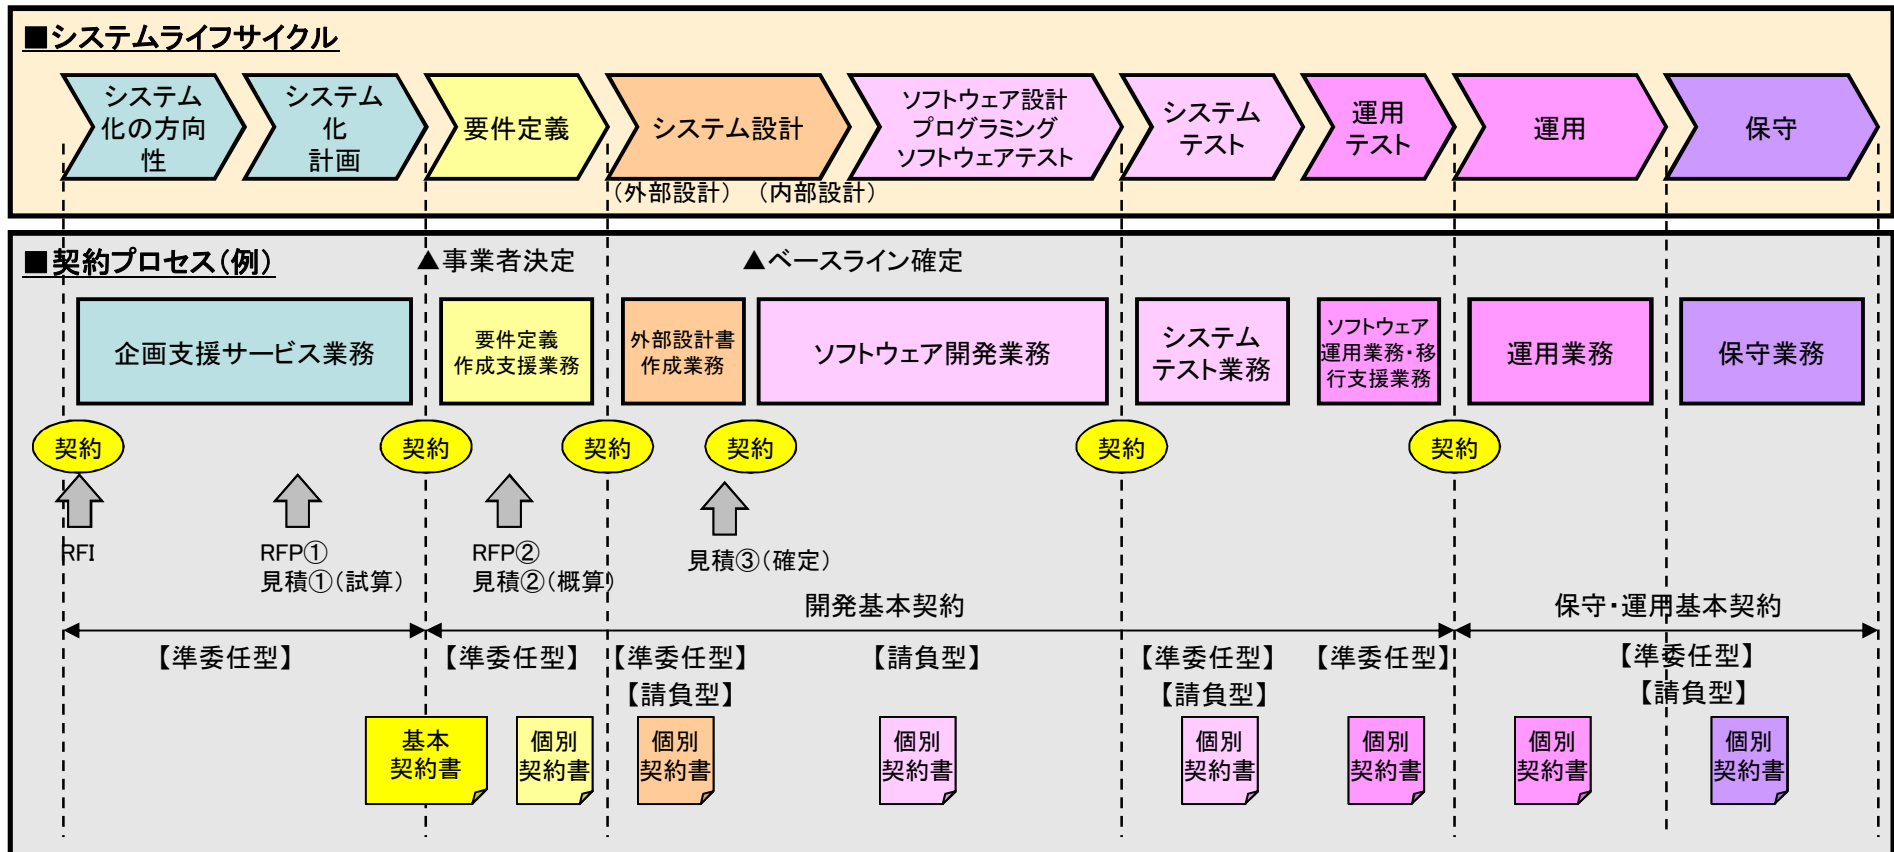 ■システムライフサイクル
システム
化の方向
性
システム
化
計画
要件定義
システム設計
ソフトウェア設計
プログラミング
ソフトウェアテスト
システム
テスト
運用
テスト
運用
保守
（外部設計）
（内部設計）
■契約プロセス（例）
▲事業者決定
▲ベースライン確定
企画支援サービス業務
要件定義
作成支援業務
外部設計書
作成業務
ソフトウェア開発業務
システム
テスト業務
ソフトウェア
運用業務・移
行支援業務
運用業務
保守業務
契約
契約
契約
契約
契約
契約
RFI
RFP①
見積①（試算）
RFP②
見積②（概算）
見積③（確定）
開発基本契約
保守・運用基本契約
【準委任型】
【準委任型】
【準委任型】
【請負型】
【請負型】
【準委任型】
【請負型】
【準委任型】
【準委任型】
【請負型】
基本
契約書
個別
契約書
個別
契約書
個別
契約書
個別
契約書
個別
契約書
個別
契約書
個別
契約書